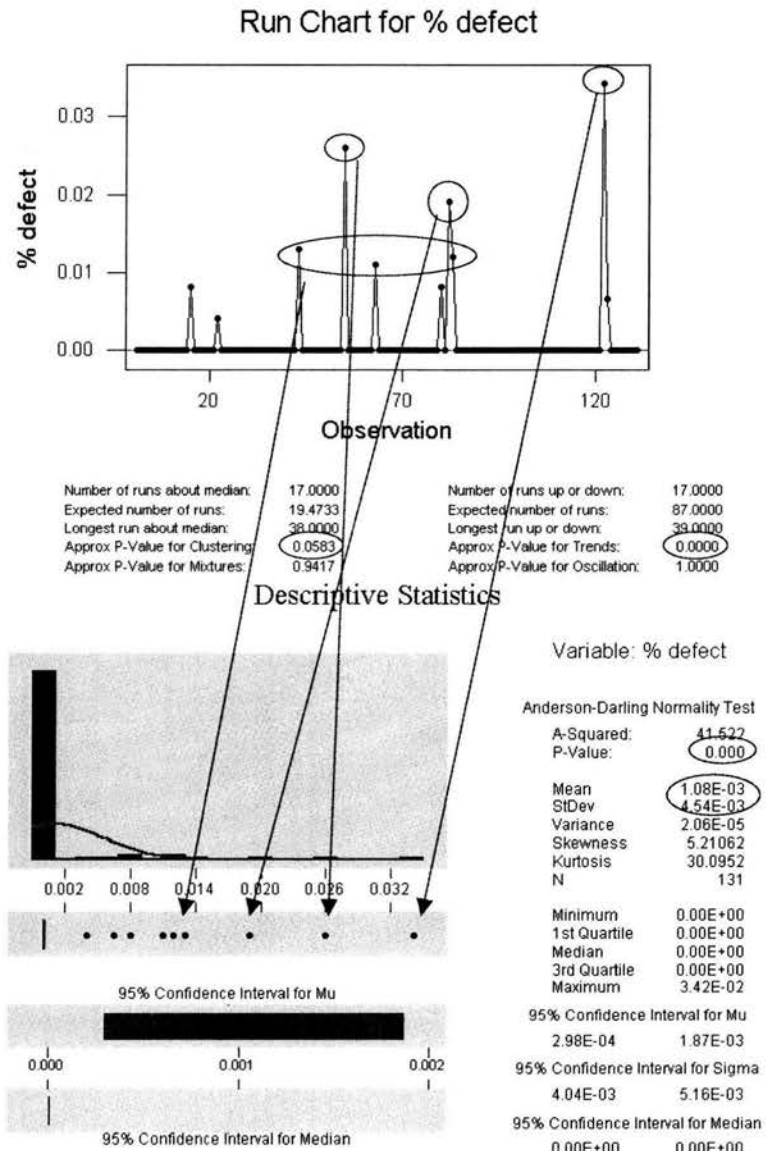 Run Chart for % defect
% defect
0.03
0.02
0.01
0.00
20 70 120
Observation
Number of runs about median: 17.0000
Expected number of runs: 19.4733
Longest run about median: 38.0000
Approx P-Value for Clustering: 0.0583
Approx P-Value for Mixtures: 0.9417
Number of runs up or down: 17.0000
Expected number of runs: 87.0000
Longest run up or down: 39.0000
Approx P-Value for Trends: 0.0000
Approx P-Value for Oscillation: 1.0000
Descriptive Statistics
0.002 0.008 0.014 0.020 0.026 0.032
95% Confidence Interval for Mu
0.000 0.001 0.002
95% Confidence Interval for Median
Variable: % defect
Anderson-Darling Normality Test
A-Squared: 41.522
P-Value: 0.000
Mean 1.08E-03
StDev 4.54E-03
Variance 2.06E-05
Skewness 5.21062
Kurtosis 30.0952
N 131
Minimum 0.00E+00
1st Quartile 0.00E+00
Median 0.00E+00
3rd Quartile 0.00E+00
Maximum 3.42E-02
95% Confidence Interval for Mu
2.98E-04 1.87E-03
95% Confidence Interval for Sigma
4.04E-03 5.16E-03
95% Confidence Interval for Median
0.00E+00 0.00E+00